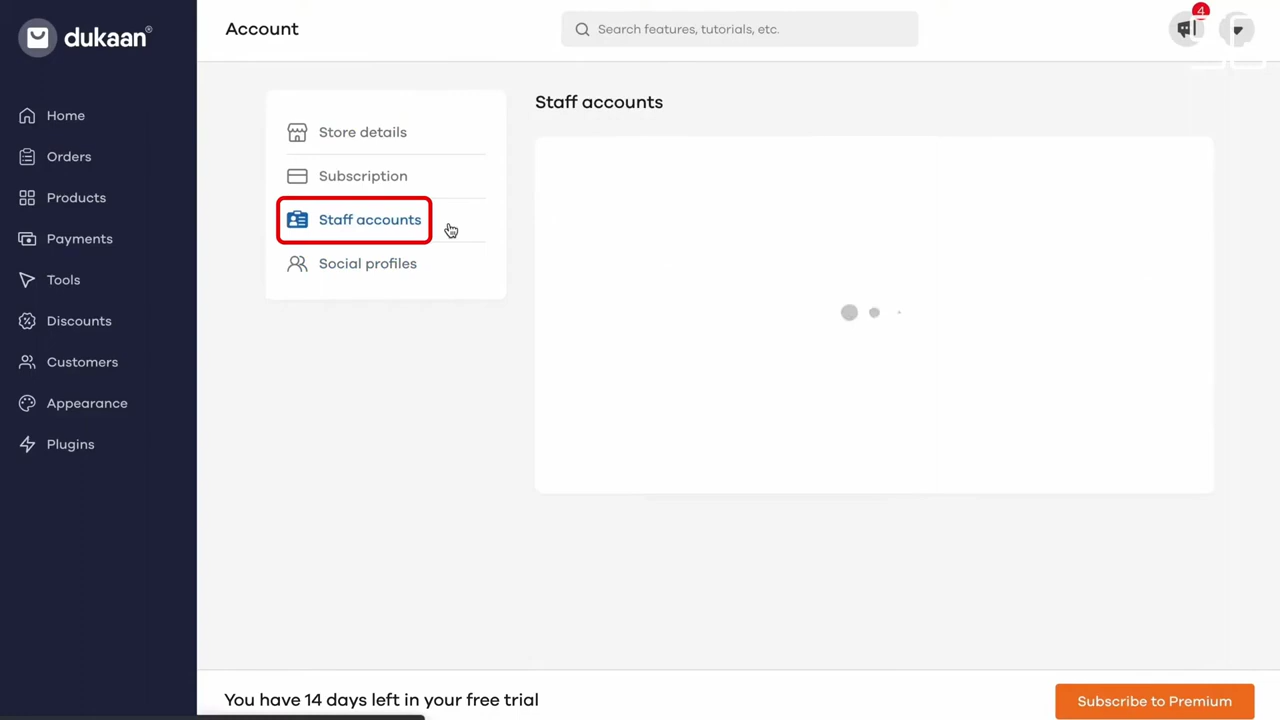 dukaan®
Account
Search features, tutorials, etc.
4
Home
Orders
Products
Payments
Tools
Discounts
Customers
Appearance
Plugins
Store details
Subscription
Staff accounts
Social profiles
Staff accounts
You have 14 days left in your free trial
Subscribe to Premium